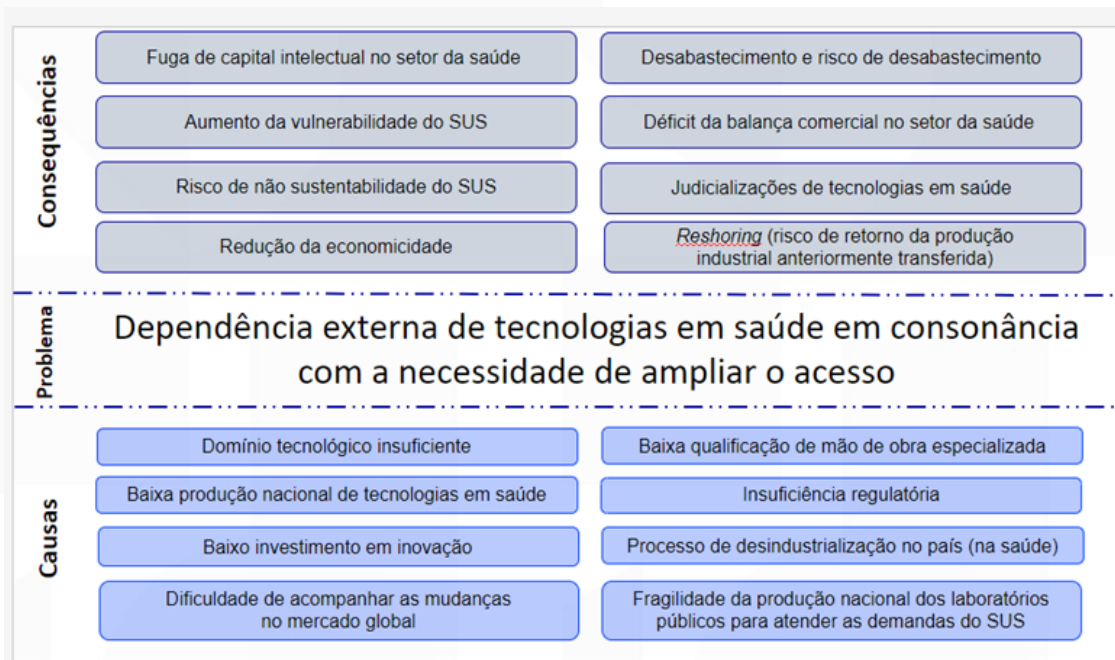 Consequências
Fuga de capital intelectual no setor da saúde
Desabastecimento e risco de desabastecimento
Aumento da vulnerabilidade do SUS
Déficit da balança comercial no setor da saúde
Risco de não sustentabilidade do SUS
Judicializações de tecnologias em saúde
Redução da economicidade
Reshoring (risco de retorno da produção
industrial anteriormente transferida)
Problema
Dependência externa de tecnologias em saúde em consonância
com a necessidade de ampliar o acesso
Causas
Domínio tecnológico insuficiente
Baixa qualificação de mão de obra especializada
Baixa produção nacional de tecnologias em saúde
Insuficiência regulatória
Baixo investimento em inovação
Processo de desindustrialização no país (na saúde)
Dificuldade de acompanhar as mudanças
no mercado global
Fragilidade da produção nacional dos laboratórios
públicos para atender as demandas do SUS